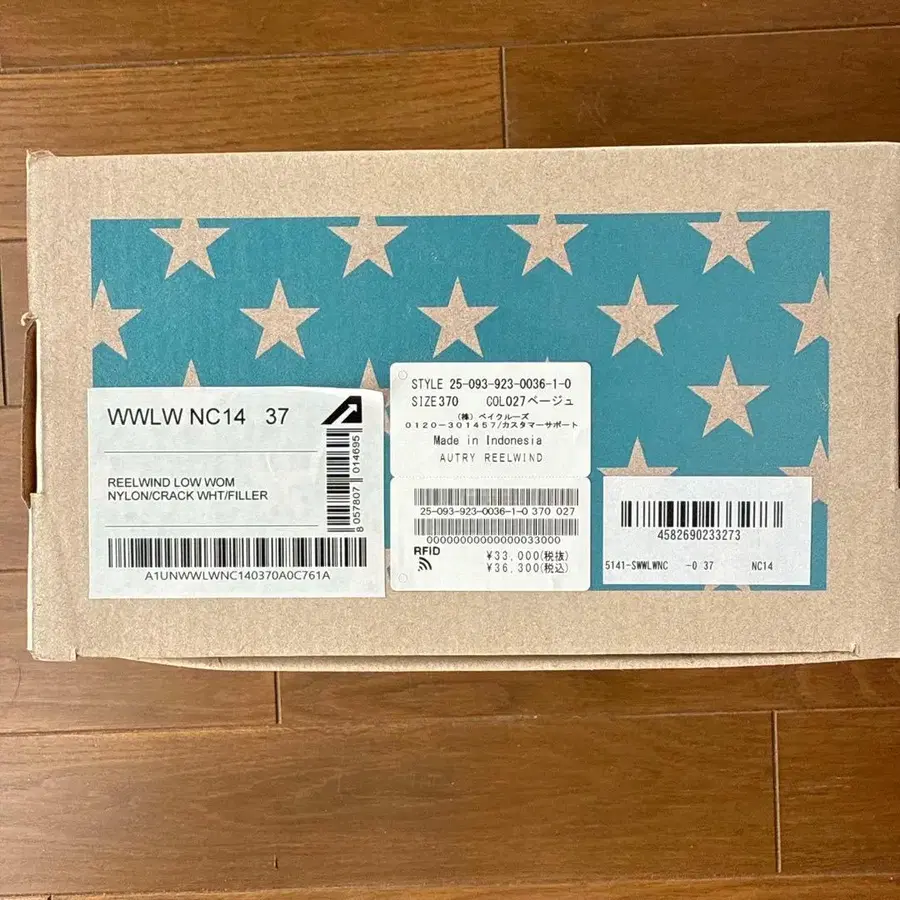 WWLW NC14 37
REELWIND LOW WOM
NYLON/CRACK WHT/FILLER
8 057807 014695
A1UNWWLWNC140370A0C761A
STYLE 25-093-923-0036-1-0
SIZE370 COL027ベージュ
(株) ベイクルーズ
0120-301457/カスタマーサポート
Made in Indonesia
AUTRY REELWIND
25-093-923-0036-1-0 370 027
00000000000000033000
RFID
¥33,000(税抜)
¥36,300(税込)
4582690233273
5141-SWWLWNC -0 37 NC14